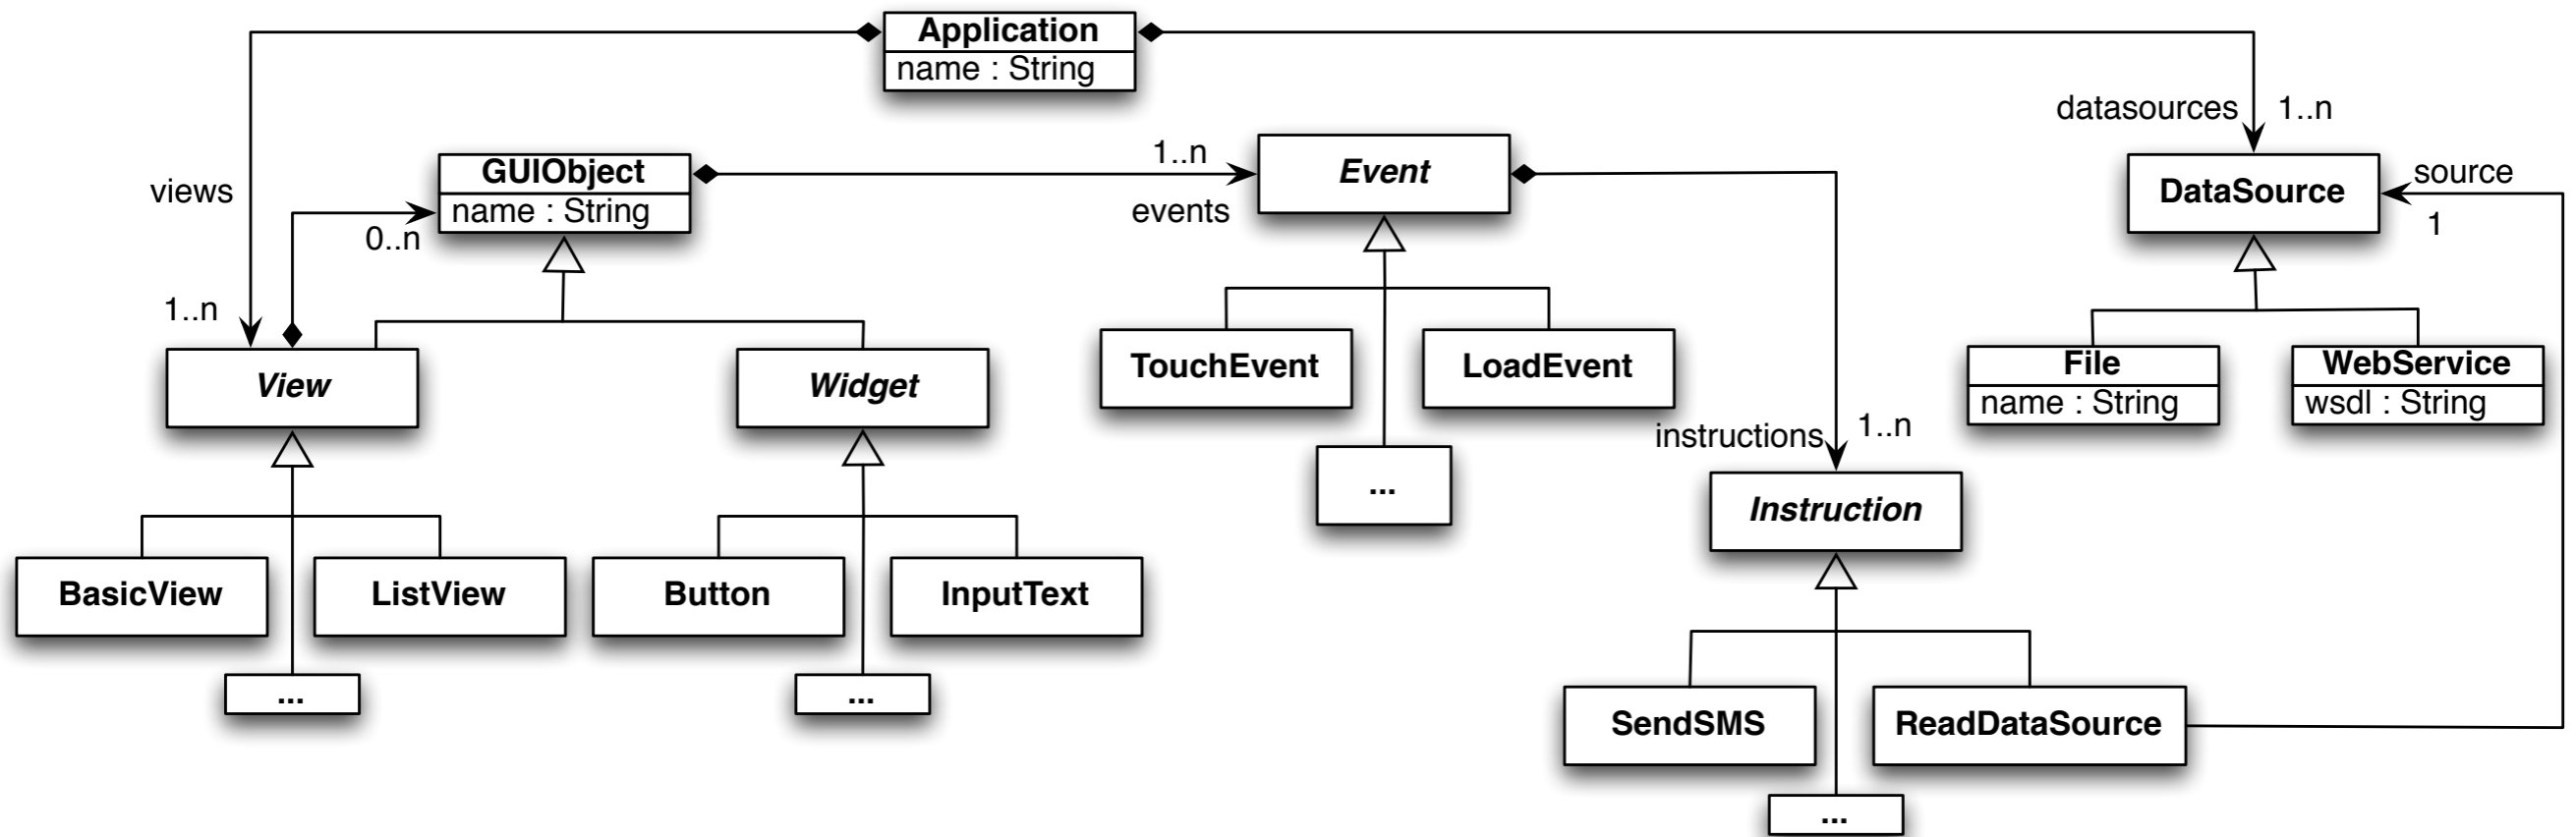 Application
name : String
datasources
1..n
views
GUIObject
name : String
0..n
1..n
events
Event
DataSource
source
1
1..n
View
Widget
TouchEvent
LoadEvent
...
File
name : String
WebService
wsdl : String
instructions
1..n
Instruction
BasicView
ListView
...
Button
InputText
...
SendSMS
ReadDataSource
...